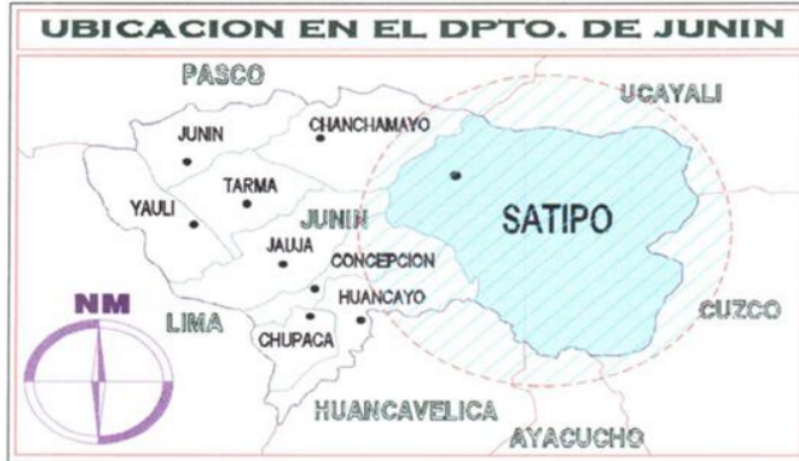 UBICACION EN EL DPTO. DE JUNIN
PASCO
UCAYALI
JUNIN
CHANCHAMAYO
TARMA
YAULI
JUNIN
SATIPO
JAUJA
CONCEPCION
HUANCAYO
NM
LIMA
CUZCO
CHUPACA
HUANCAVELICA
AYACUCHO